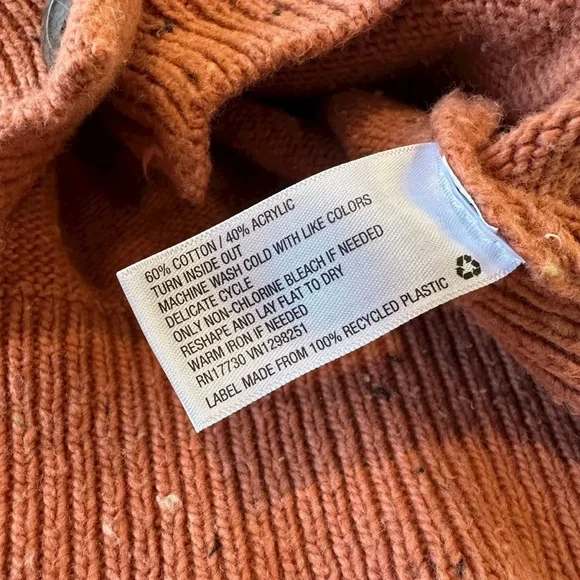 60% COTTON / 40% ACRYLIC
TURN INSIDE OUT
MACHINE WASH COLD WITH LIKE COLORS
DELICATE CYCLE
ONLY NON-CHLORINE BLEACH IF NEEDED
RESHAPE AND LAY FLAT TO DRY
WARM IRON IF NEEDED
RN17730 VN1298251
LABEL MADE FROM 100% RECYCLED PLASTIC